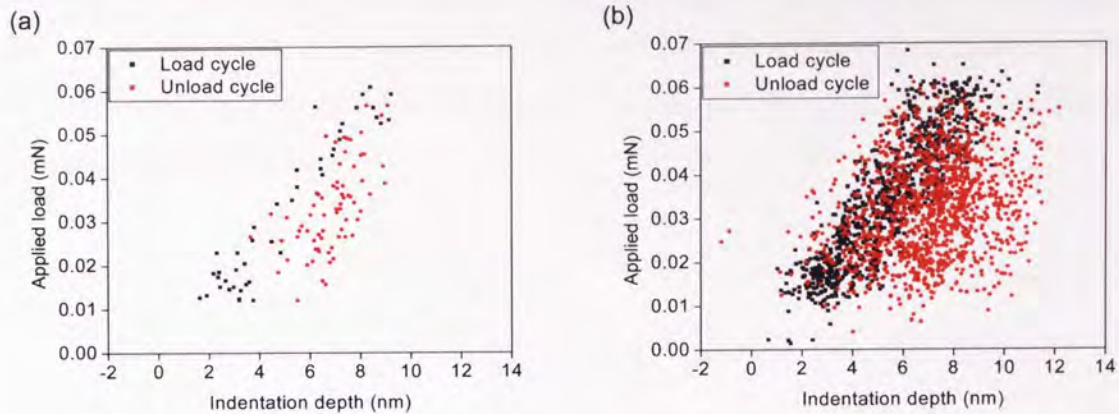 (a)
0.07
0.06
0.05
0.04
0.03
0.02
0.01
0.00
Applied load (mN)
Load cycle
Unload cycle
-2 0 2 4 6 8 10 12 14
Indentation depth (nm)
(b)
0.07
0.06
0.05
0.04
0.03
0.02
0.01
0.00
Applied load (mN)
Load cycle
Unload cycle
-2 0 2 4 6 8 10 12 14
Indentation depth (nm)